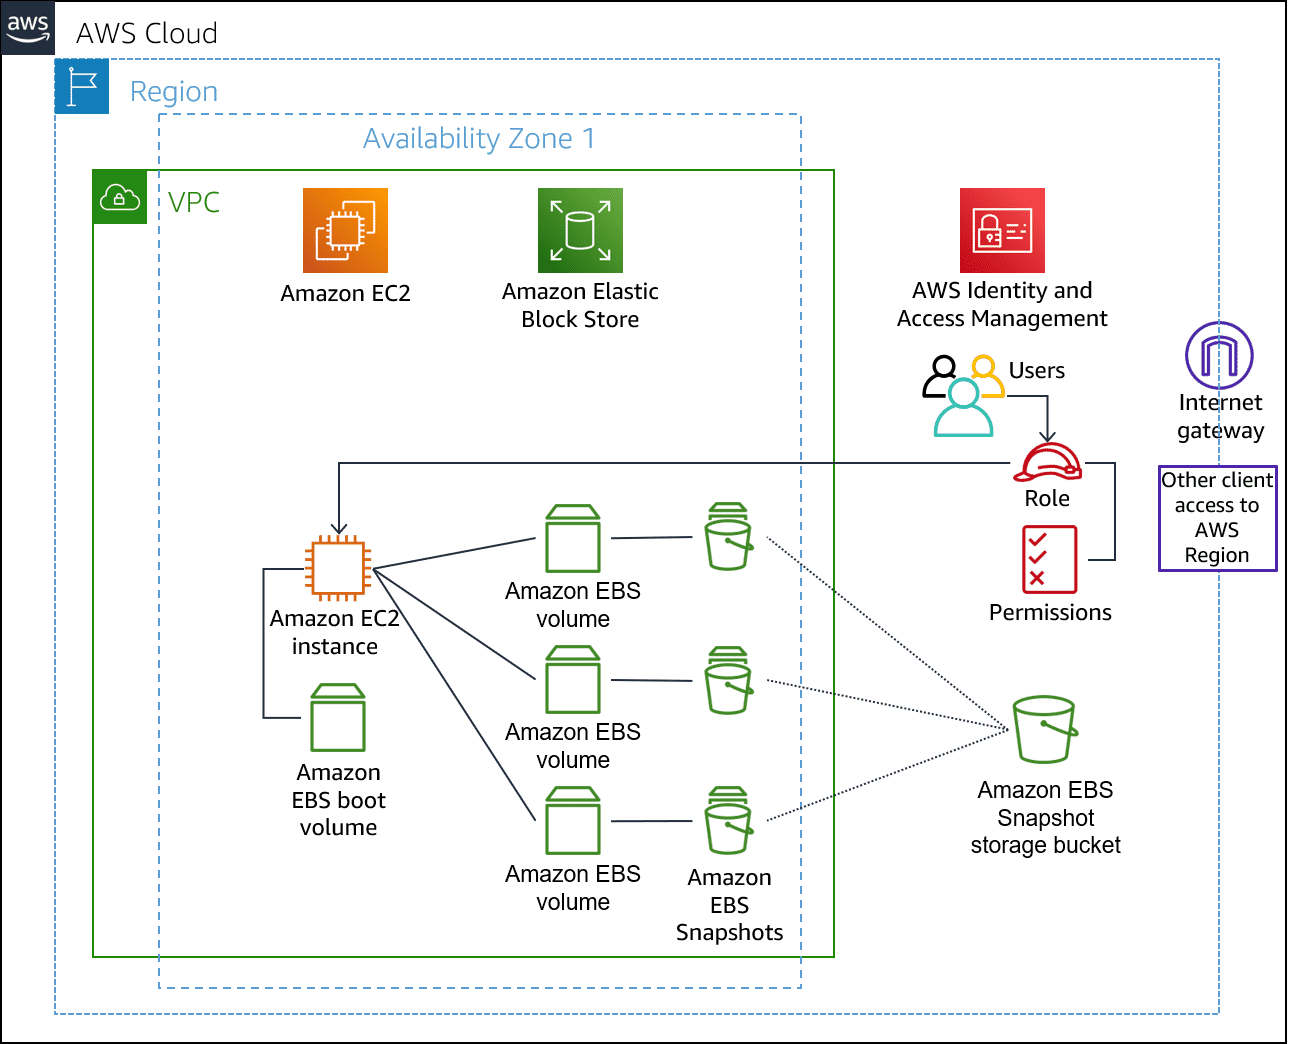 aws
AWS Cloud
Region
Availability Zone 1
VPC
Amazon EC2
Amazon Elastic
Block Store
AWS Identity and
Access Management
Users
Internet
gateway
Role
Other client
access to
AWS
Region
Permissions
Amazon EC2
instance
Amazon EBS
volume
Amazon EBS
volume
Amazon
EBS boot
volume
Amazon EBS
volume
Amazon
EBS
Snapshots
Amazon EBS
Snapshot
storage bucket